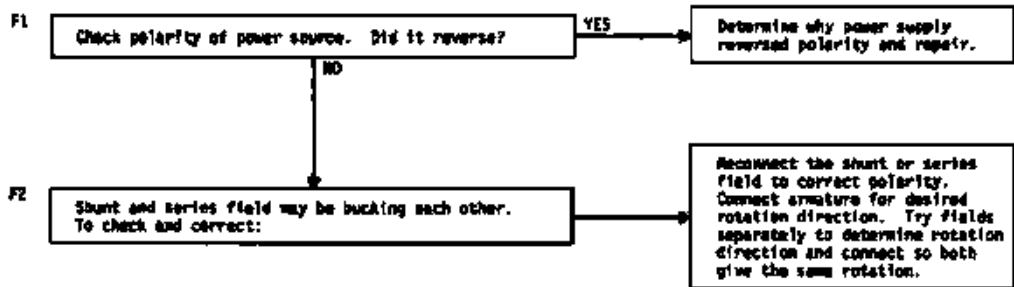 F1
Check polarity of power source. Did it reverse?
YES
Determine why power supply
reversed polarity and repair.
NO
F2
Shunt and series field may be bucking each other.
To check and correct:
Reconnect the shunt or series
field to correct polarity.
Connect armature for desired
rotation direction. Try fields
separately to determine rotation
direction and connect so both
give the same rotation.